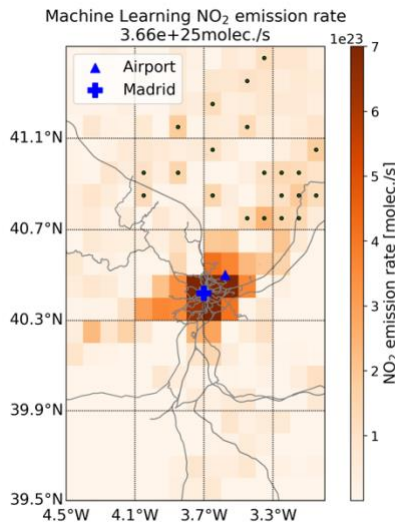 Machine Learning NO₂ emission rate
3.66e+25molec./s
Airport
Madrid
41.1°N
40.7°N
40.3°N
39.9°N
39.5°N
4.5°W 4.1°W 3.7°W 3.3°W
1e23
7
6
5
4
3
2
1
NO₂ emission rate [molec./s]